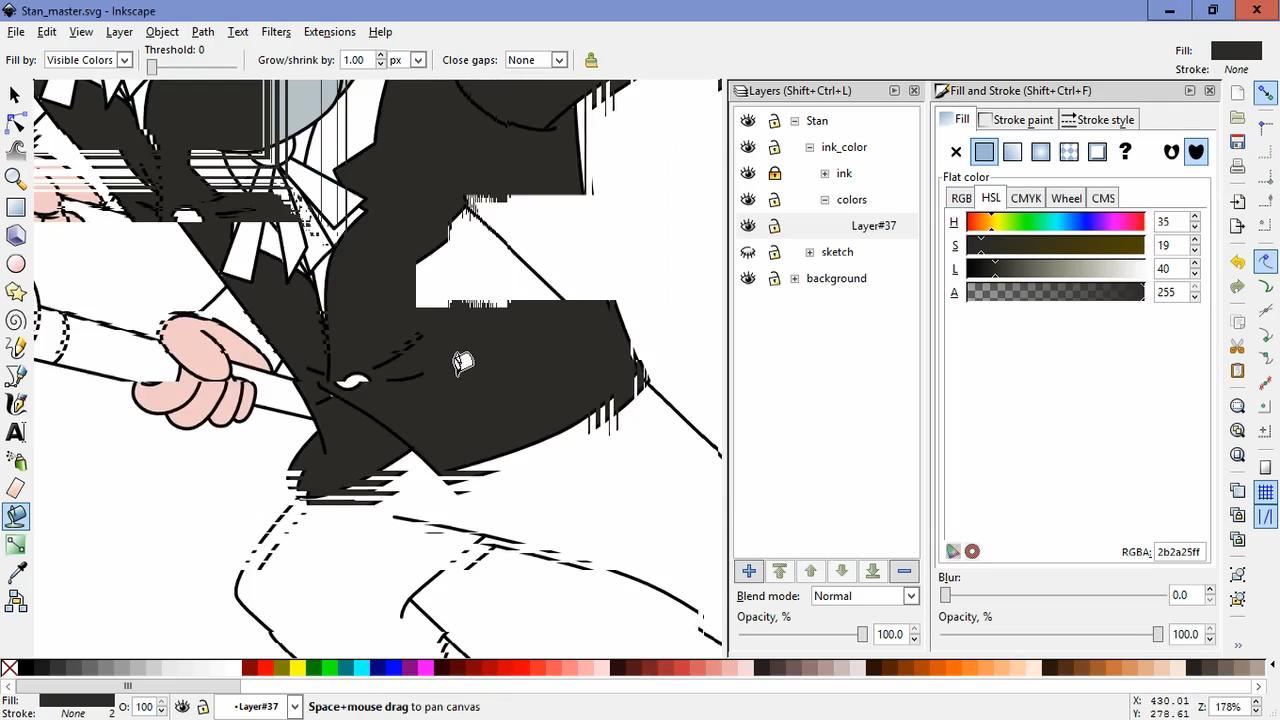 Stan_master.svg - Inkscape
File Edit View Layer Object Path Text Filters Extensions Help
Fill by: Visible Colors Threshold: 0 Grow/shrink by: 1.00 px Close gaps: None
Fill:
Stroke: None
Layers (Shift+Ctrl+L)
Stan
ink_color
ink
colors
Layer#37
sketch
background
Blend mode: Normal
Opacity, %
100.0
Fill and Stroke (Shift+Ctrl+F)
Fill Stroke paint Stroke style
Flat color
RGB HSL CMYK Wheel CMS
H 35
S 19
L 40
A 255
RGBA: 2b2a25ff
Blur:
0.0
Opacity, %
100.0
Fill:
Stroke: None 2
O: 100
•Layer#37
Space+mouse drag to pan canvas
X: 430.01
Y: 278.61
Z: 178%